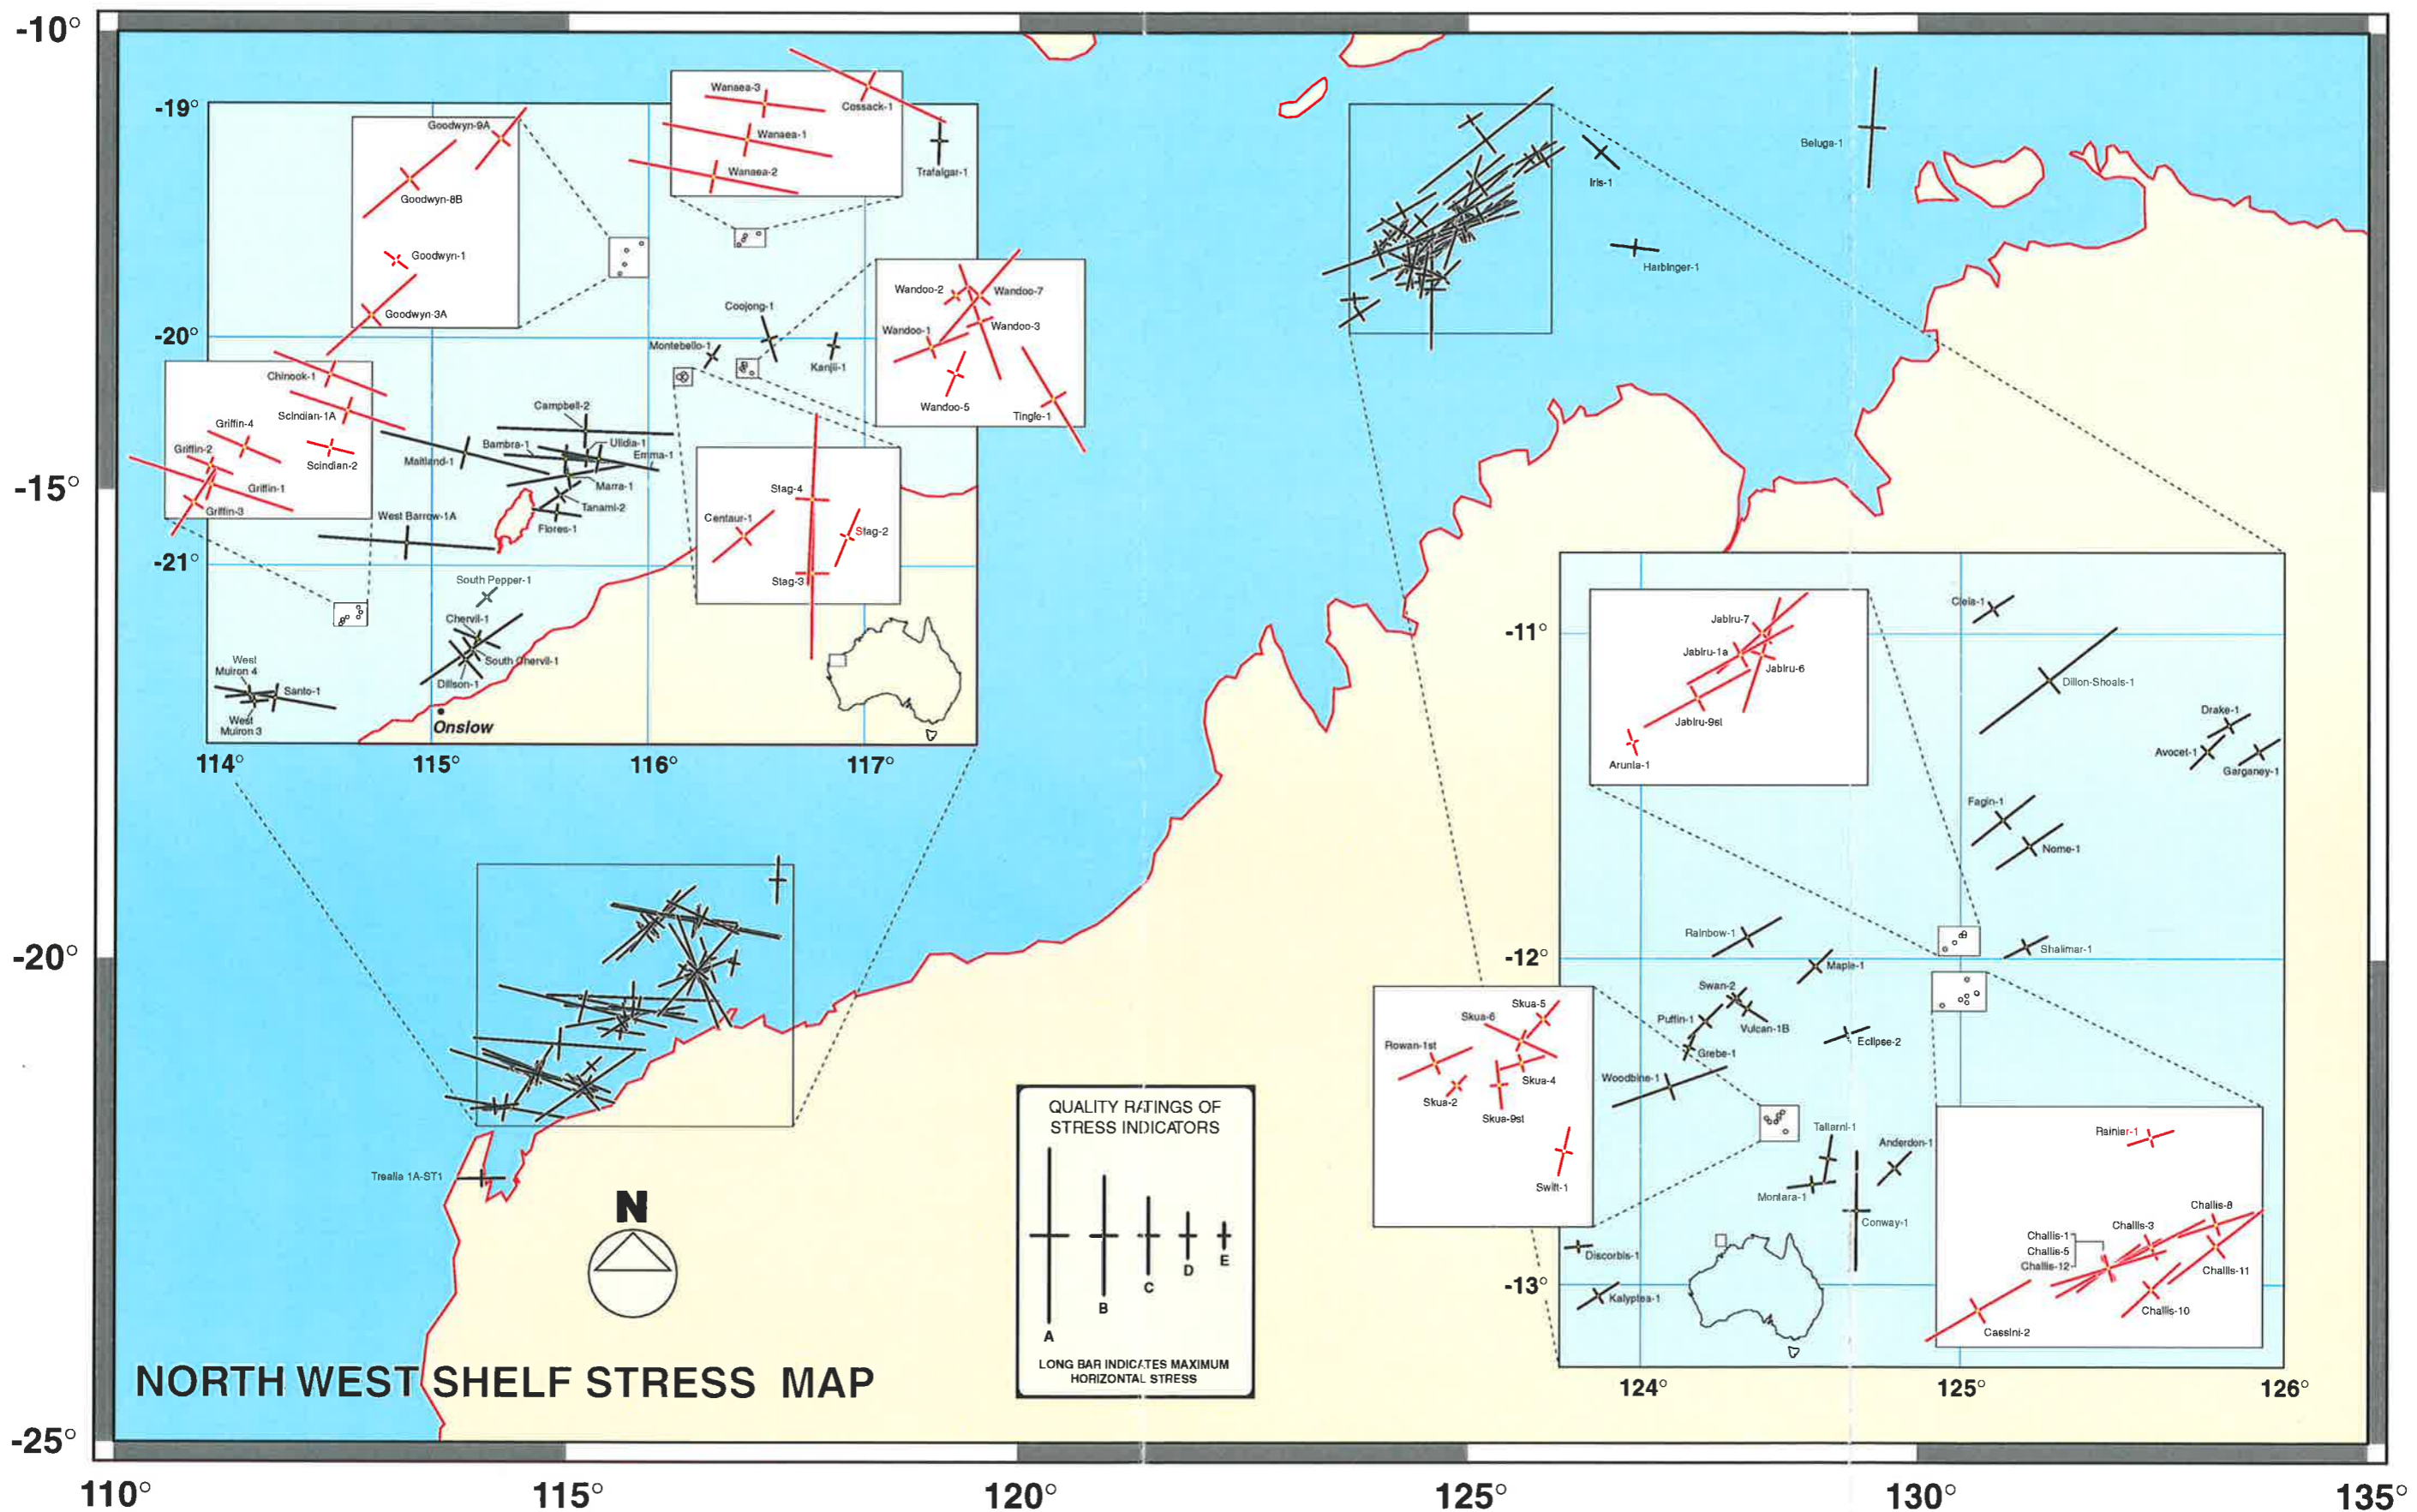 -10°
-15°
-20°
-25°
110°
115°
120°
125°
130°
135°
-19°
-20°
-21°
114°
115°
116°
117°
Goodwyn-9A
Goodwyn-8B
Goodwyn-1
Goodwyn-3A
Wanaea-3
Cossack-1
Wanaea-1
Wanaea-2
Trafalgar-1
Coojong-1
Montebello-1
Kanjii-1
Wandoo-2
Wandoo-7
Wandoo-1
Wandoo-3
Wandoo-5
Tingle-1
Chinook-1
Scindian-1A
Griffin-4
Griffin-2
Scindian-2
Griffin-1
Griffin-3
Campbell-2
Bambra-1
Ulidia-1
Emma-1
Maitland-1
Marra-1
Tanami-2
Flores-1
West Barrow-1A
Stag-4
Centaur-1
Stag-2
Stag-3
South Pepper-1
Chervil-1
South Chervil-1
Dillson-1
West
Muiron 4
Santo-1
West
Muiron 3
Onslow
Iris-1
Harbinger-1
Beluga-1
-11°
-12°
-13°
124°
125°
126°
Jabiru-7
Jabiru-1a
Jabiru-6
Jabiru-9st
Arunta-1
Cleia-1
Dillon-Shoals-1
Drake-1
Avocet-1
Garganey-1
Fagin-1
Nome-1
Rainbow-1
Maple-1
Shalimar-1
Swan-2
Puffin-1
Vulcan-1B
Grebe-1
Eclipse-2
Woodbine-1
Skua-5
Skua-6
Rowan-1st
Skua-4
Skua-2
Skua-9st
Swift-1
Tallarni-1
Anderdon-1
Montara-1
Conway-1
Discorbis-1
Kalyptea-1
Rainier-1
Challis-8
Challis-3
Challis-1
Challis-5
Challis-12
Challis-11
Challis-10
Cassini-2
Trealla 1A-ST1
N
QUALITY RATINGS OF
STRESS INDICATORS
A
B
C
D
E
LONG BAR INDICATES MAXIMUM
HORIZONTAL STRESS
NORTH WEST SHELF STRESS MAP